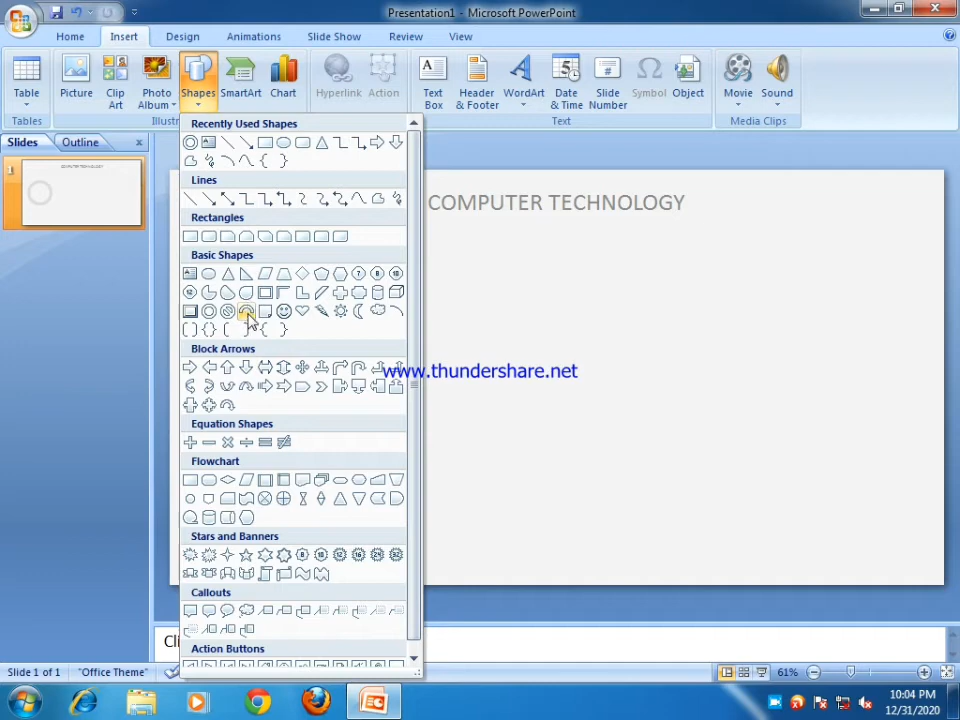 Presentation1 - Microsoft PowerPoint
Home Insert Design Animations Slide Show Review View
Table Picture Clip Art Photo Album Shapes SmartArt Chart Hyperlink Action Text Box Header & Footer WordArt Date & Time Slide Number Symbol Object Movie Sound
Tables Illustr Text Media Clips
Slides Outline
1
COMPUTER TECHNOLOGY
Recently Used Shapes
Lines
Rectangles
Basic Shapes
Block Arrows
Equation Shapes
Flowchart
Stars and Banners
Callouts
Action Buttons
COMPUTER TECHNOLOGY
www.thundershare.net
Cli
Slide 1 of 1 "Office Theme" 61%
10:04 PM
12/31/2020